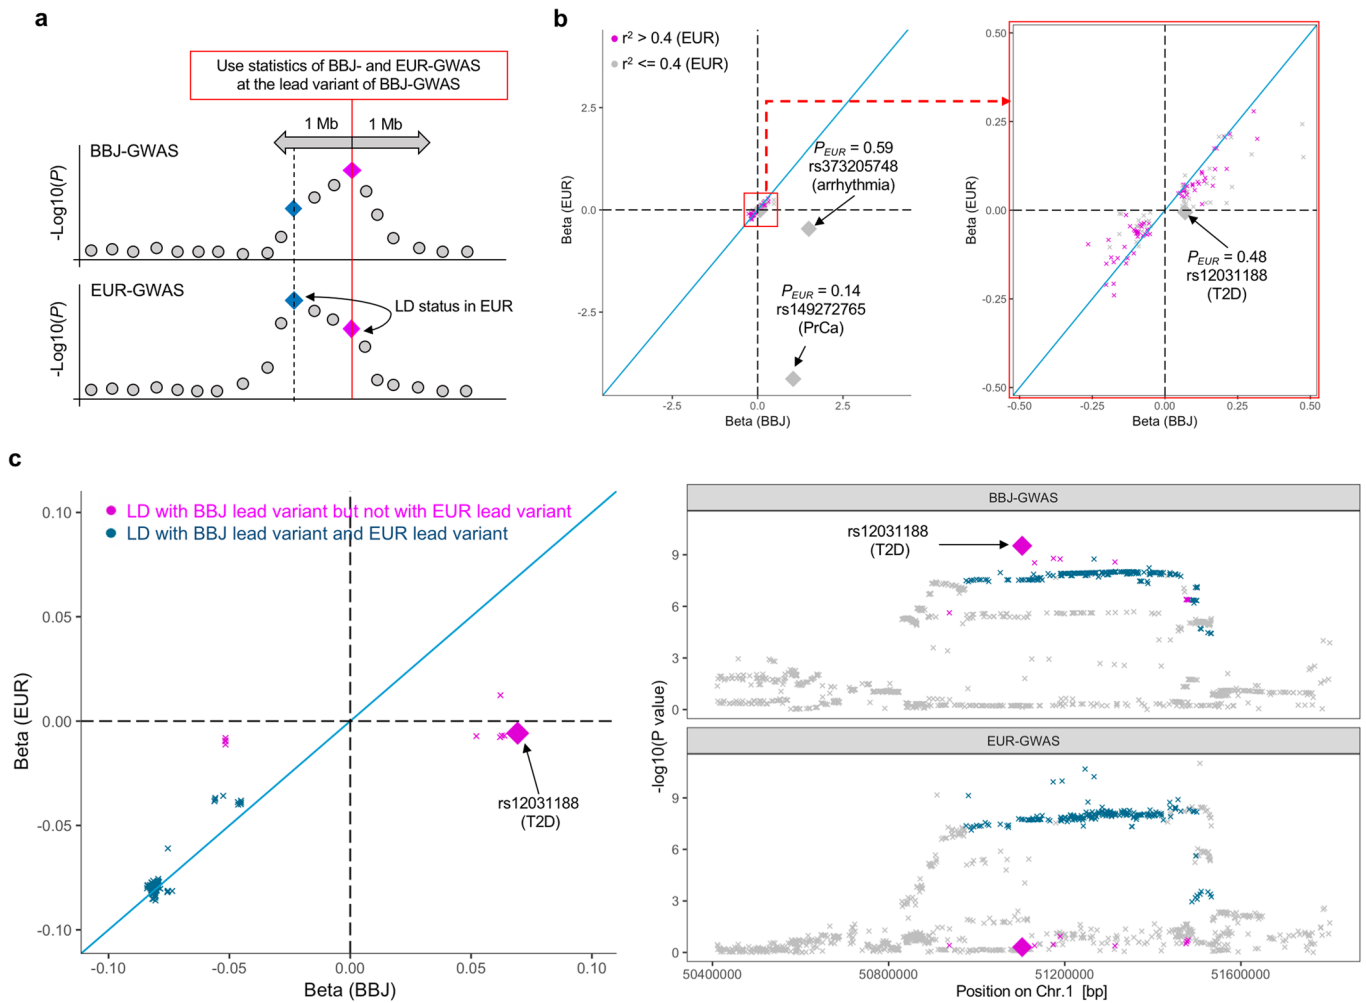 a
Use statistics of BBJ- and EUR-GWAS
at the lead variant of BBJ-GWAS
1 Mb
1 Mb
BBJ-GWAS
-Log10(P)
EUR-GWAS
LD status in EUR
-Log10(P)
b
r² > 0.4 (EUR)
r² <= 0.4 (EUR)
2.5
0.0
-2.5
Beta (EUR)
P_EUR = 0.59
rs373205748
(arrhythmia)
P_EUR = 0.14
rs149272765
(PrCa)
-2.5
0.0
2.5
Beta (BBJ)
0.50
0.25
0.00
-0.25
-0.50
Beta (EUR)
P_EUR = 0.48
rs12031188
(T2D)
-0.50
-0.25
0.00
0.25
0.50
Beta (BBJ)
c
LD with BBJ lead variant but not with EUR lead variant
LD with BBJ lead variant and EUR lead variant
0.10
0.05
0.00
-0.05
-0.10
Beta (EUR)
rs12031188
(T2D)
-0.10
-0.05
0.00
0.05
0.10
Beta (BBJ)
BBJ-GWAS
rs12031188
(T2D)
9
6
3
0
-log10(P value)
EUR-GWAS
9
6
3
0
50400000
50800000
51200000
51600000
Position on Chr.1 [bp]